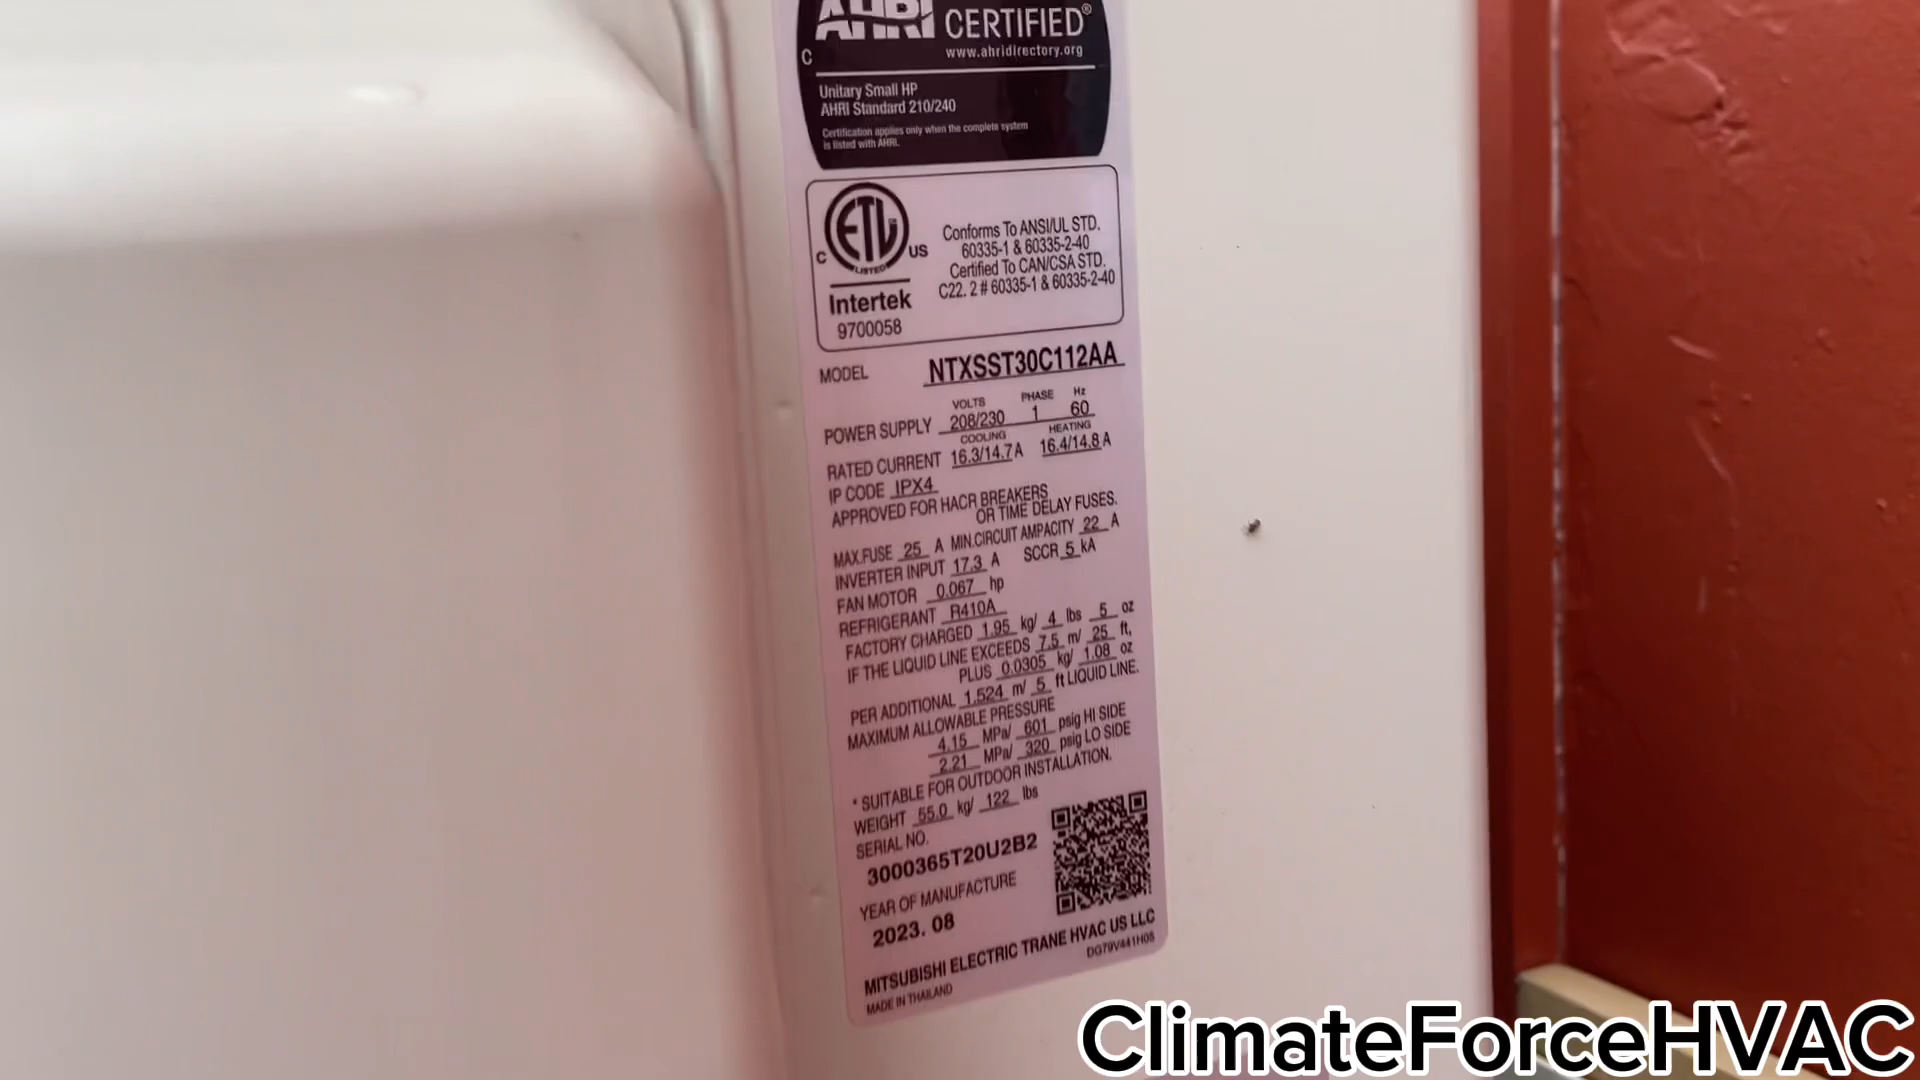 AHRI CERTIFIED®
C
www.ahridirectory.org
Unitary Small HP
AHRI Standard 210/240
Certification applies only when the complete system
is listed with AHRI.
C ETL US
LISTED
Intertek
9700058
Conforms To ANSI/UL STD.
60335-1 & 60335-2-40
Certified To CAN/CSA STD.
C22. 2 # 60335-1 & 60335-2-40
MODEL NTXSST30C112AA
VOLTS PHASE Hz
POWER SUPPLY 208/230 1 60
COOLING HEATING
RATED CURRENT 16.3/14.7 A 16.4/14.8 A
IP CODE IPX4
APPROVED FOR HACR BREAKERS
OR TIME DELAY FUSES.
MAX.FUSE 25 A MIN.CIRCUIT AMPACITY 22 A
INVERTER INPUT 17.3 A SCCR 5 kA
FAN MOTOR 0.067 hp
REFRIGERANT R410A
FACTORY CHARGED 1.95 kg/ 4 lbs 5 oz
IF THE LIQUID LINE EXCEEDS 7.5 m/ 25 ft,
PLUS 0.0305 kg/ 1.08 oz
PER ADDITIONAL 1.524 m/ 5 ft LIQUID LINE.
MAXIMUM ALLOWABLE PRESSURE
4.15 MPa/ 601 psig HI SIDE
2.21 MPa/ 320 psig LO SIDE
* SUITABLE FOR OUTDOOR INSTALLATION.
WEIGHT 55.0 kg/ 122 lbs
SERIAL NO.
3000365T20U2B2
YEAR OF MANUFACTURE
2023. 08
MITSUBISHI ELECTRIC TRANE HVAC US LLC
MADE IN THAILAND
DG79V441H06
ClimateForceHVAC